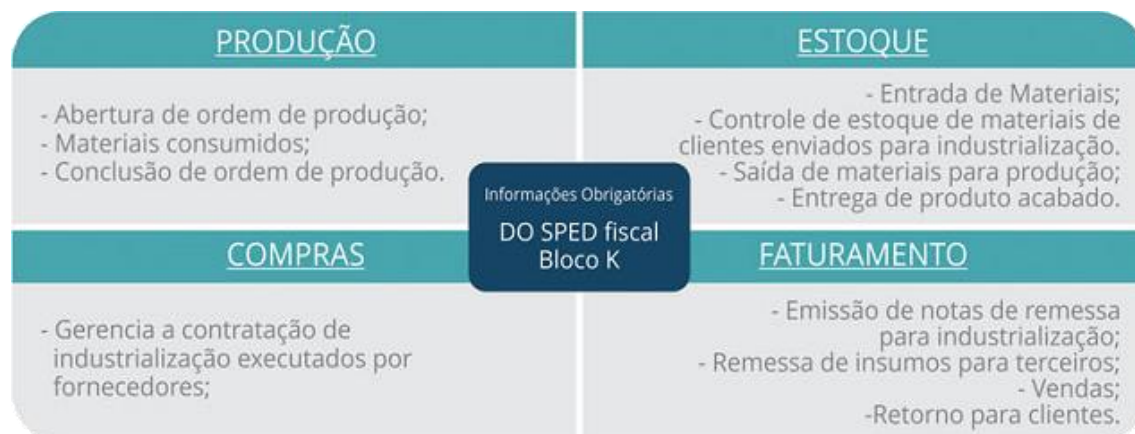 PRODUÇÃO
- Abertura de ordem de produção;
- Materiais consumidos;
- Conclusão de ordem de produção.
ESTOQUE
- Entrada de Materiais;
- Controle de estoque de materiais de
clientes enviados para industrialização.
- Saída de materiais para produção;
- Entrega de produto acabado.
Informações Obrigatórias
DO SPED fiscal
Bloco K
COMPRAS
- Gerencia a contratação de
industrialização executados por
fornecedores;
FATURAMENTO
- Emissão de notas de remessa
para industrialização;
- Remessa de insumos para terceiros;
- Vendas;
-Retorno para clientes.